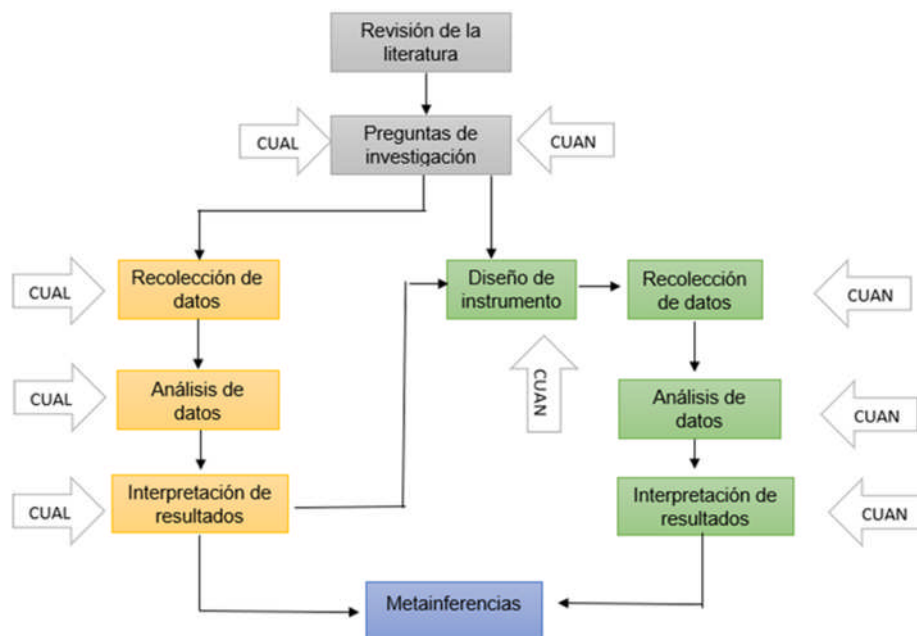 Revisión de la
literatura
CUAL
Preguntas de
investigación
CUAN
CUAL
Recolección de
datos
Diseño de
instrumento
Recolección
de datos
CUAN
CUAL
Análisis de
datos
CUAN
Análisis de
datos
CUAN
CUAL
Interpretación de
resultados
Interpretación de
resultados
CUAN
Metainferencias